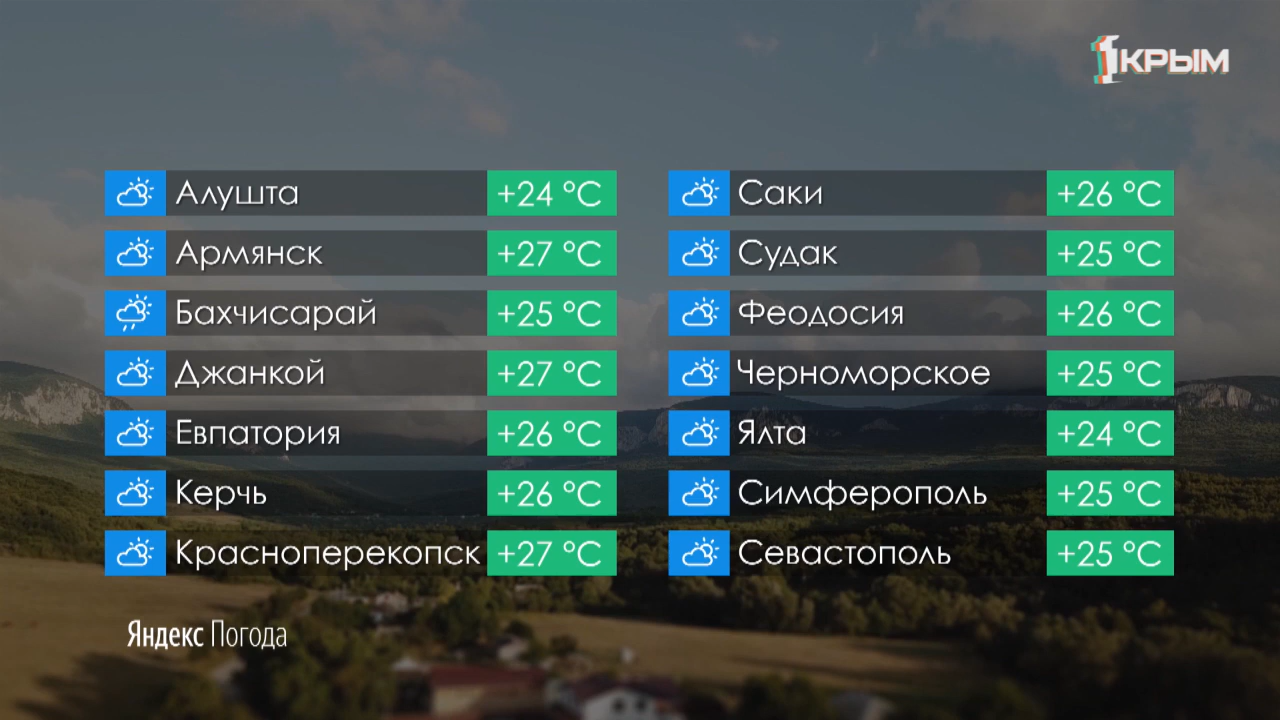 1КРЫМ
Алушта +24 °C
Армянск +27 °C
Бахчисарай +25 °C
Джанкой +27 °C
Евпатория +26 °C
Керчь +26 °C
Красноперекопск +27 °C
Саки +26 °C
Судак +25 °C
Феодосия +26 °C
Черноморское +25 °C
Ялта +24 °C
Симферополь +25 °C
Севастополь +25 °C
Яндекс Погода